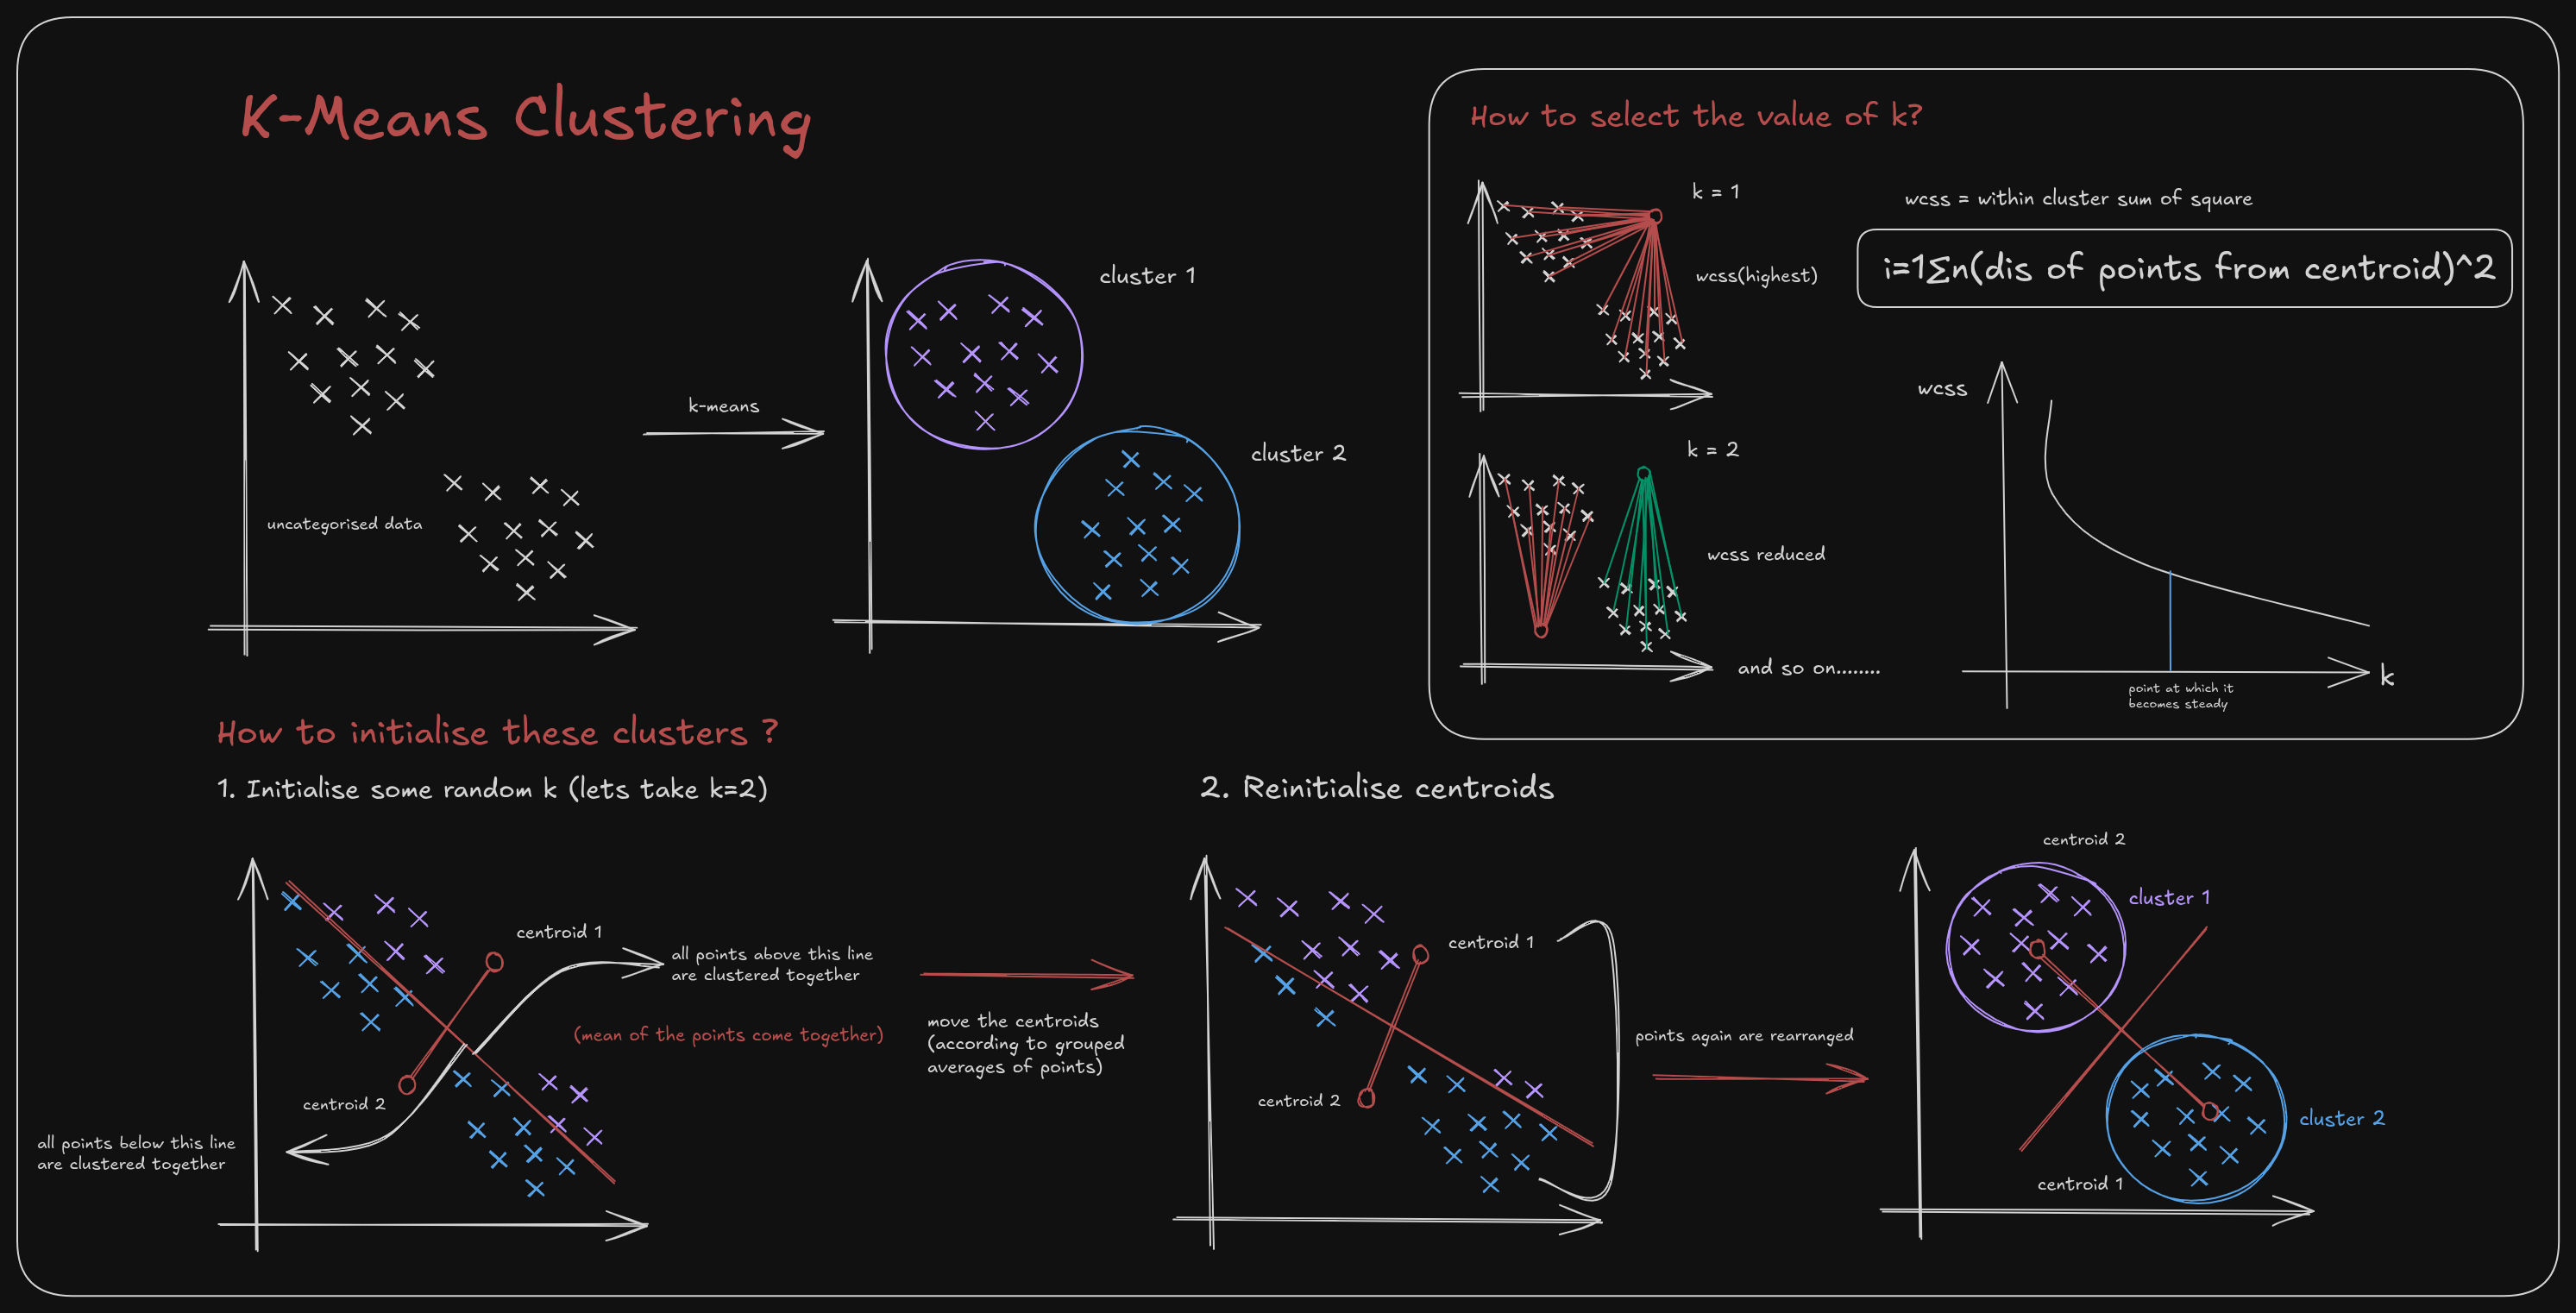 K-Means Clustering
uncategorised data
k-means
cluster 1
cluster 2
How to select the value of k?
k = 1
wcss(highest)
wcss = within cluster sum of square
i=1∑n(dis of points from centroid)^2
k = 2
wcss reduced
and so on........
wcss
k
point at which it
becomes steady
How to initialise these clusters ?
1. Initialise some random k (lets take k=2)
centroid 1
centroid 2
all points above this line
are clustered together
all points below this line
are clustered together
(mean of the points come together)
move the centroids
(according to grouped
averages of points)
2. Reinitialise centroids
centroid 1
centroid 2
points again are rearranged
centroid 2
cluster 1
centroid 1
cluster 2